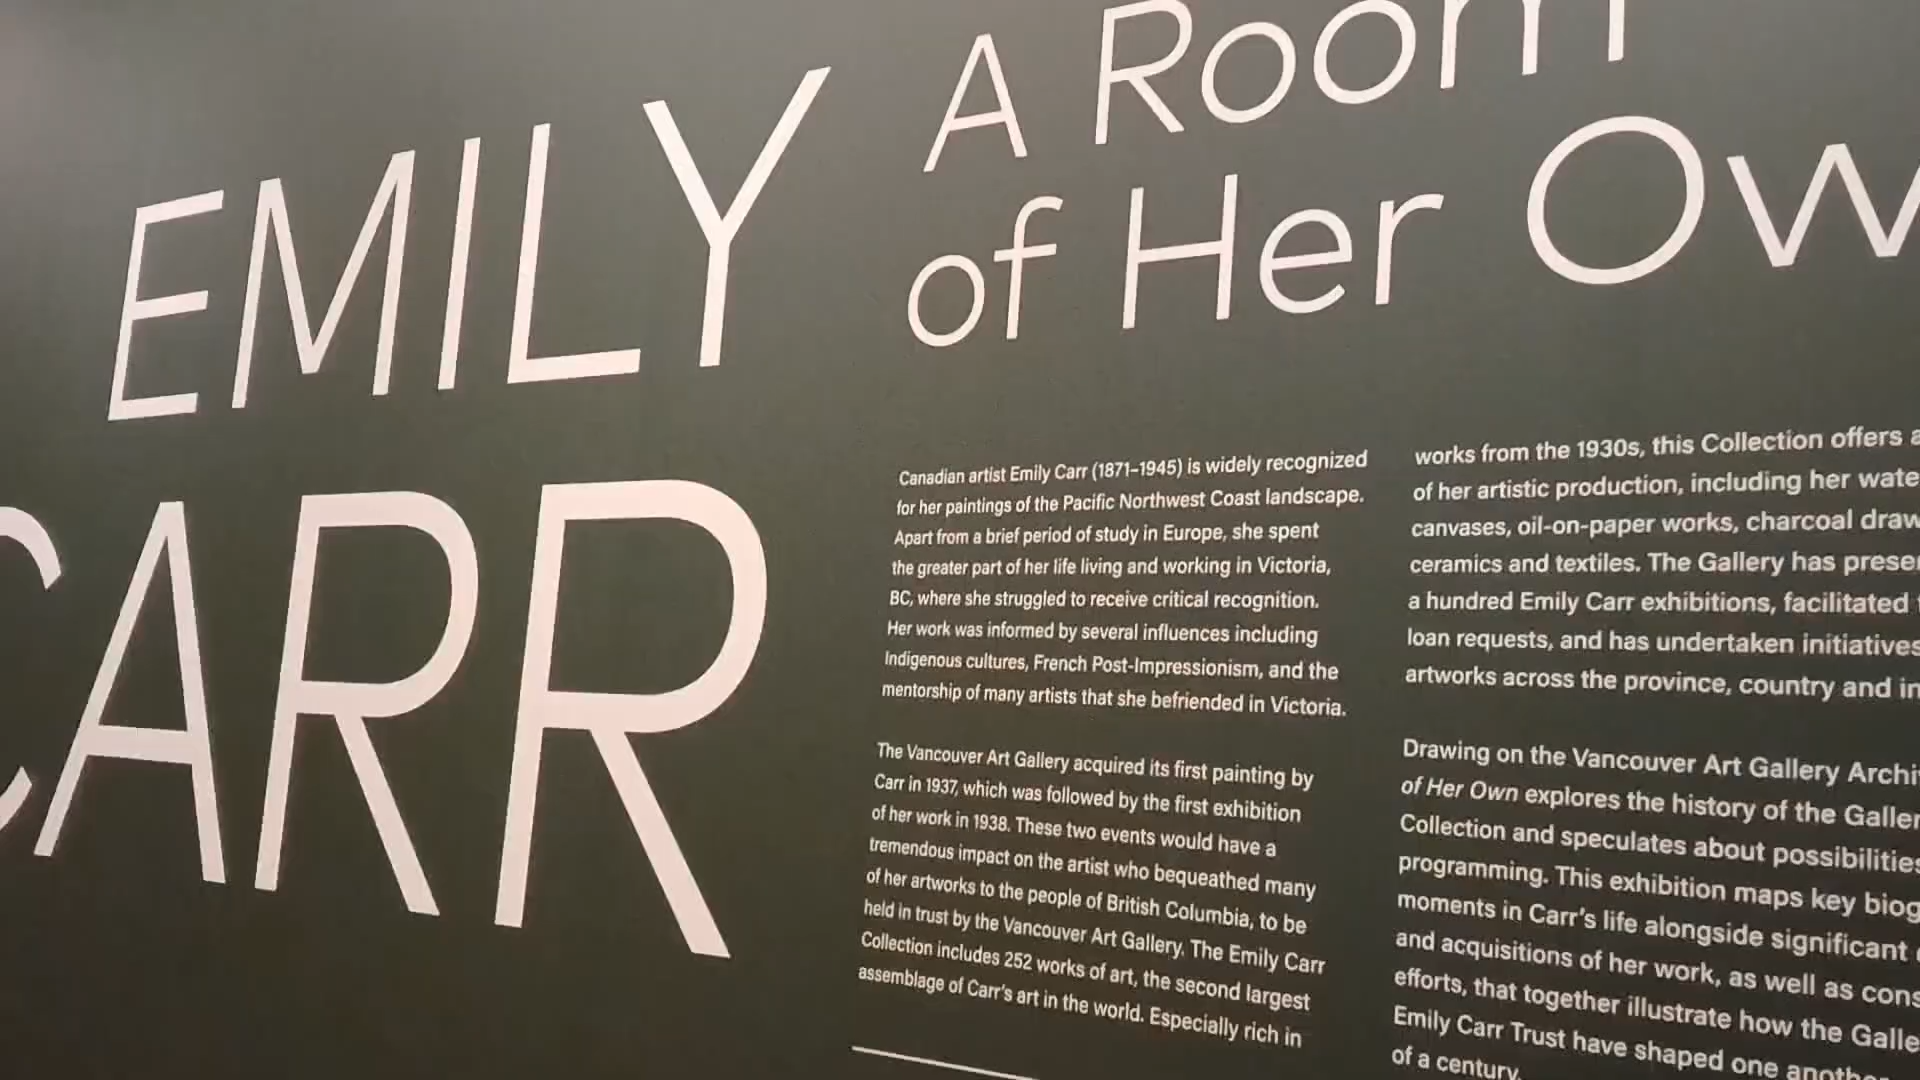 EMILY
CARR
A Room
of Her Own
Canadian artist Emily Carr (1871–1945) is widely recognized
for her paintings of the Pacific Northwest Coast landscape.
Apart from a brief period of study in Europe, she spent
the greater part of her life living and working in Victoria,
BC, where she struggled to receive critical recognition.
Her work was informed by several influences including
Indigenous cultures, French Post-Impressionism, and the
mentorship of many artists that she befriended in Victoria.
The Vancouver Art Gallery acquired its first painting by
Carr in 1937, which was followed by the first exhibition
of her work in 1938. These two events would have a
tremendous impact on the artist who bequeathed many
of her artworks to the people of British Columbia, to be
held in trust by the Vancouver Art Gallery. The Emily Carr
Collection includes 252 works of art, the second largest
assemblage of Carr's art in the world. Especially rich in
works from the 1930s, this Collection offers
of her artistic production, including her
canvases, oil-on-paper works, charcoal
ceramics and textiles. The Gallery has
a hundred Emily Carr exhibitions, facilitated
loan requests, and has undertaken initiatives
artworks across the province, country and
Drawing on the Vancouver Art Gallery
of Her Own explores the history of the
Collection and speculates about possibilities
programming. This exhibition maps key
moments in Carr's life alongside significant
and acquisitions of her work, as well as
efforts, that together illustrate how the
Emily Carr Trust have shaped one another
of a century.